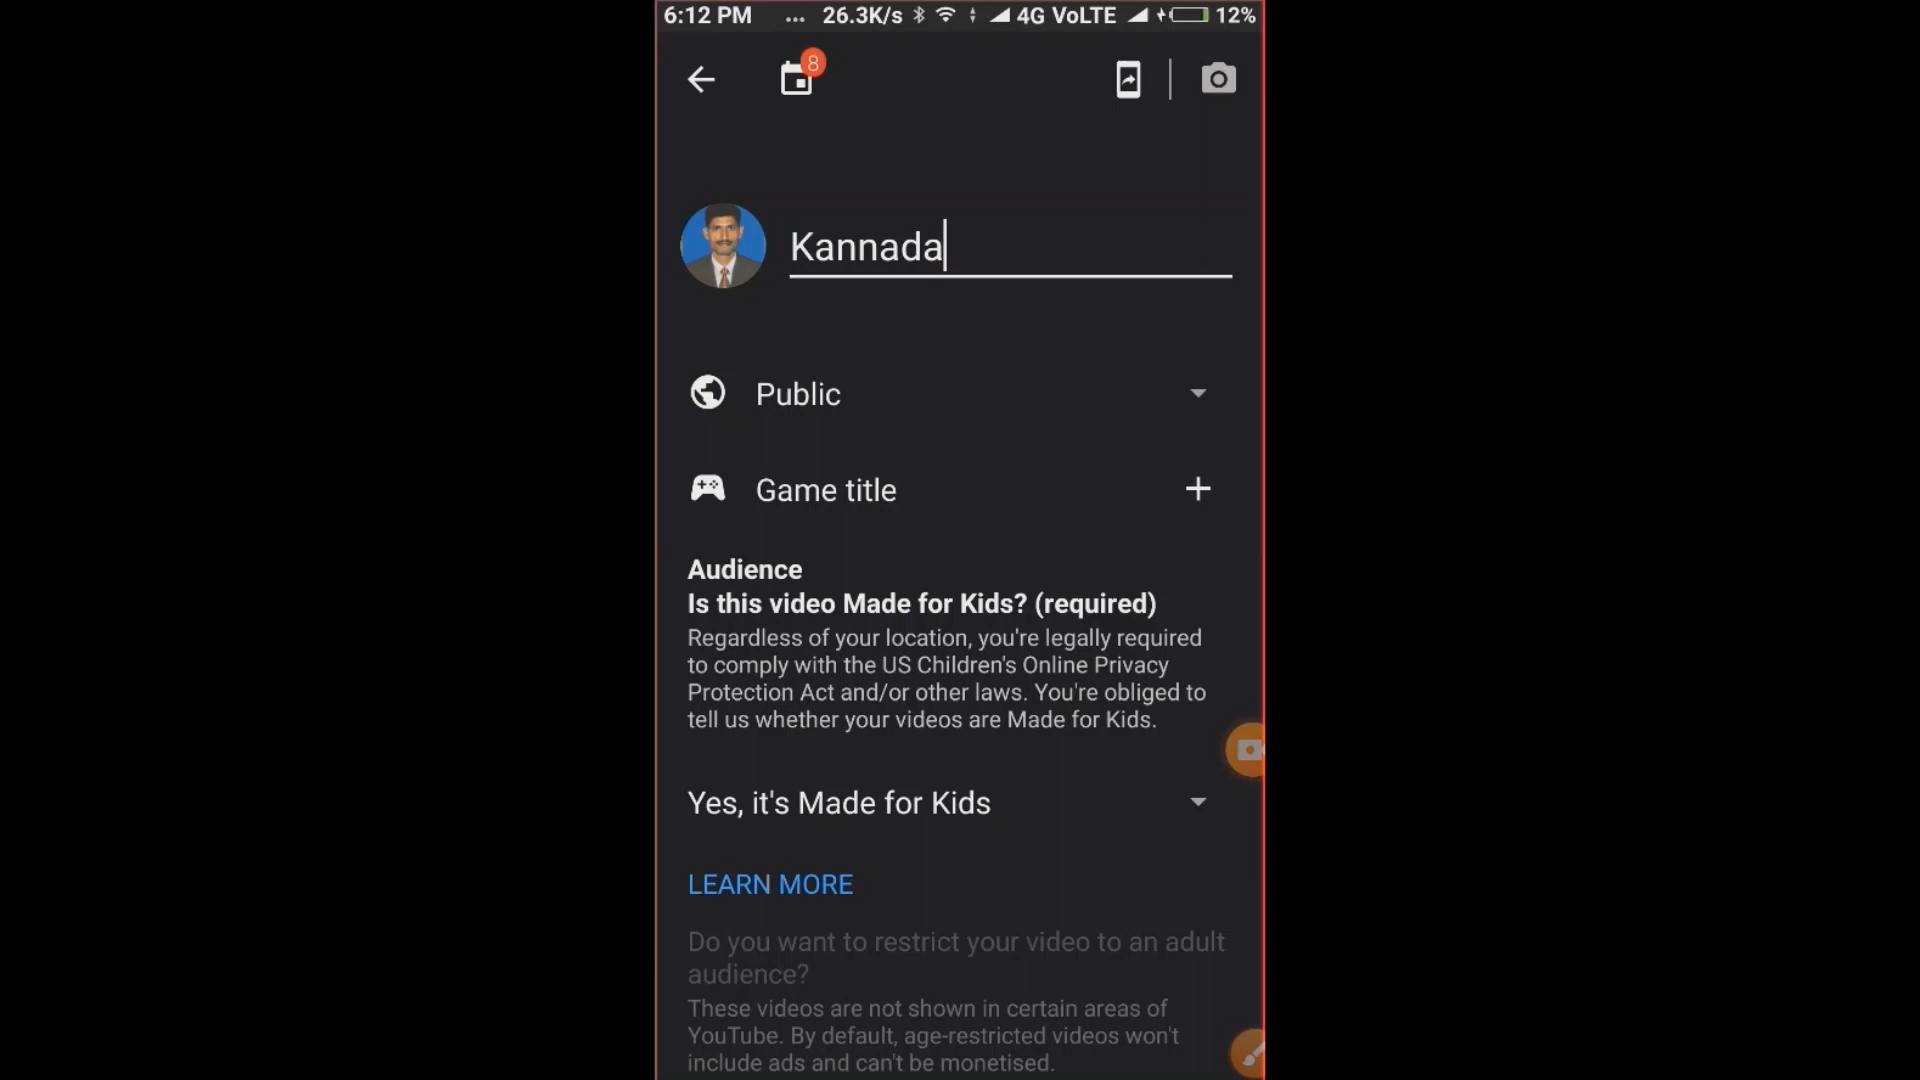 6:12 PM ... 26.3K/s 4G VoLTE 12%
8
Kannada
Public
Game title
Audience
Is this video Made for Kids? (required)
Regardless of your location, you're legally required
to comply with the US Children's Online Privacy
Protection Act and/or other laws. You're obliged to
tell us whether your videos are Made for Kids.
Yes, it's Made for Kids
LEARN MORE
Do you want to restrict your video to an adult
audience?
These videos are not shown in certain areas of
YouTube. By default, age-restricted videos won't
include ads and can't be monetised.